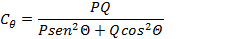 C_θ = PQ / (Psen²Θ + Qcos²Θ)